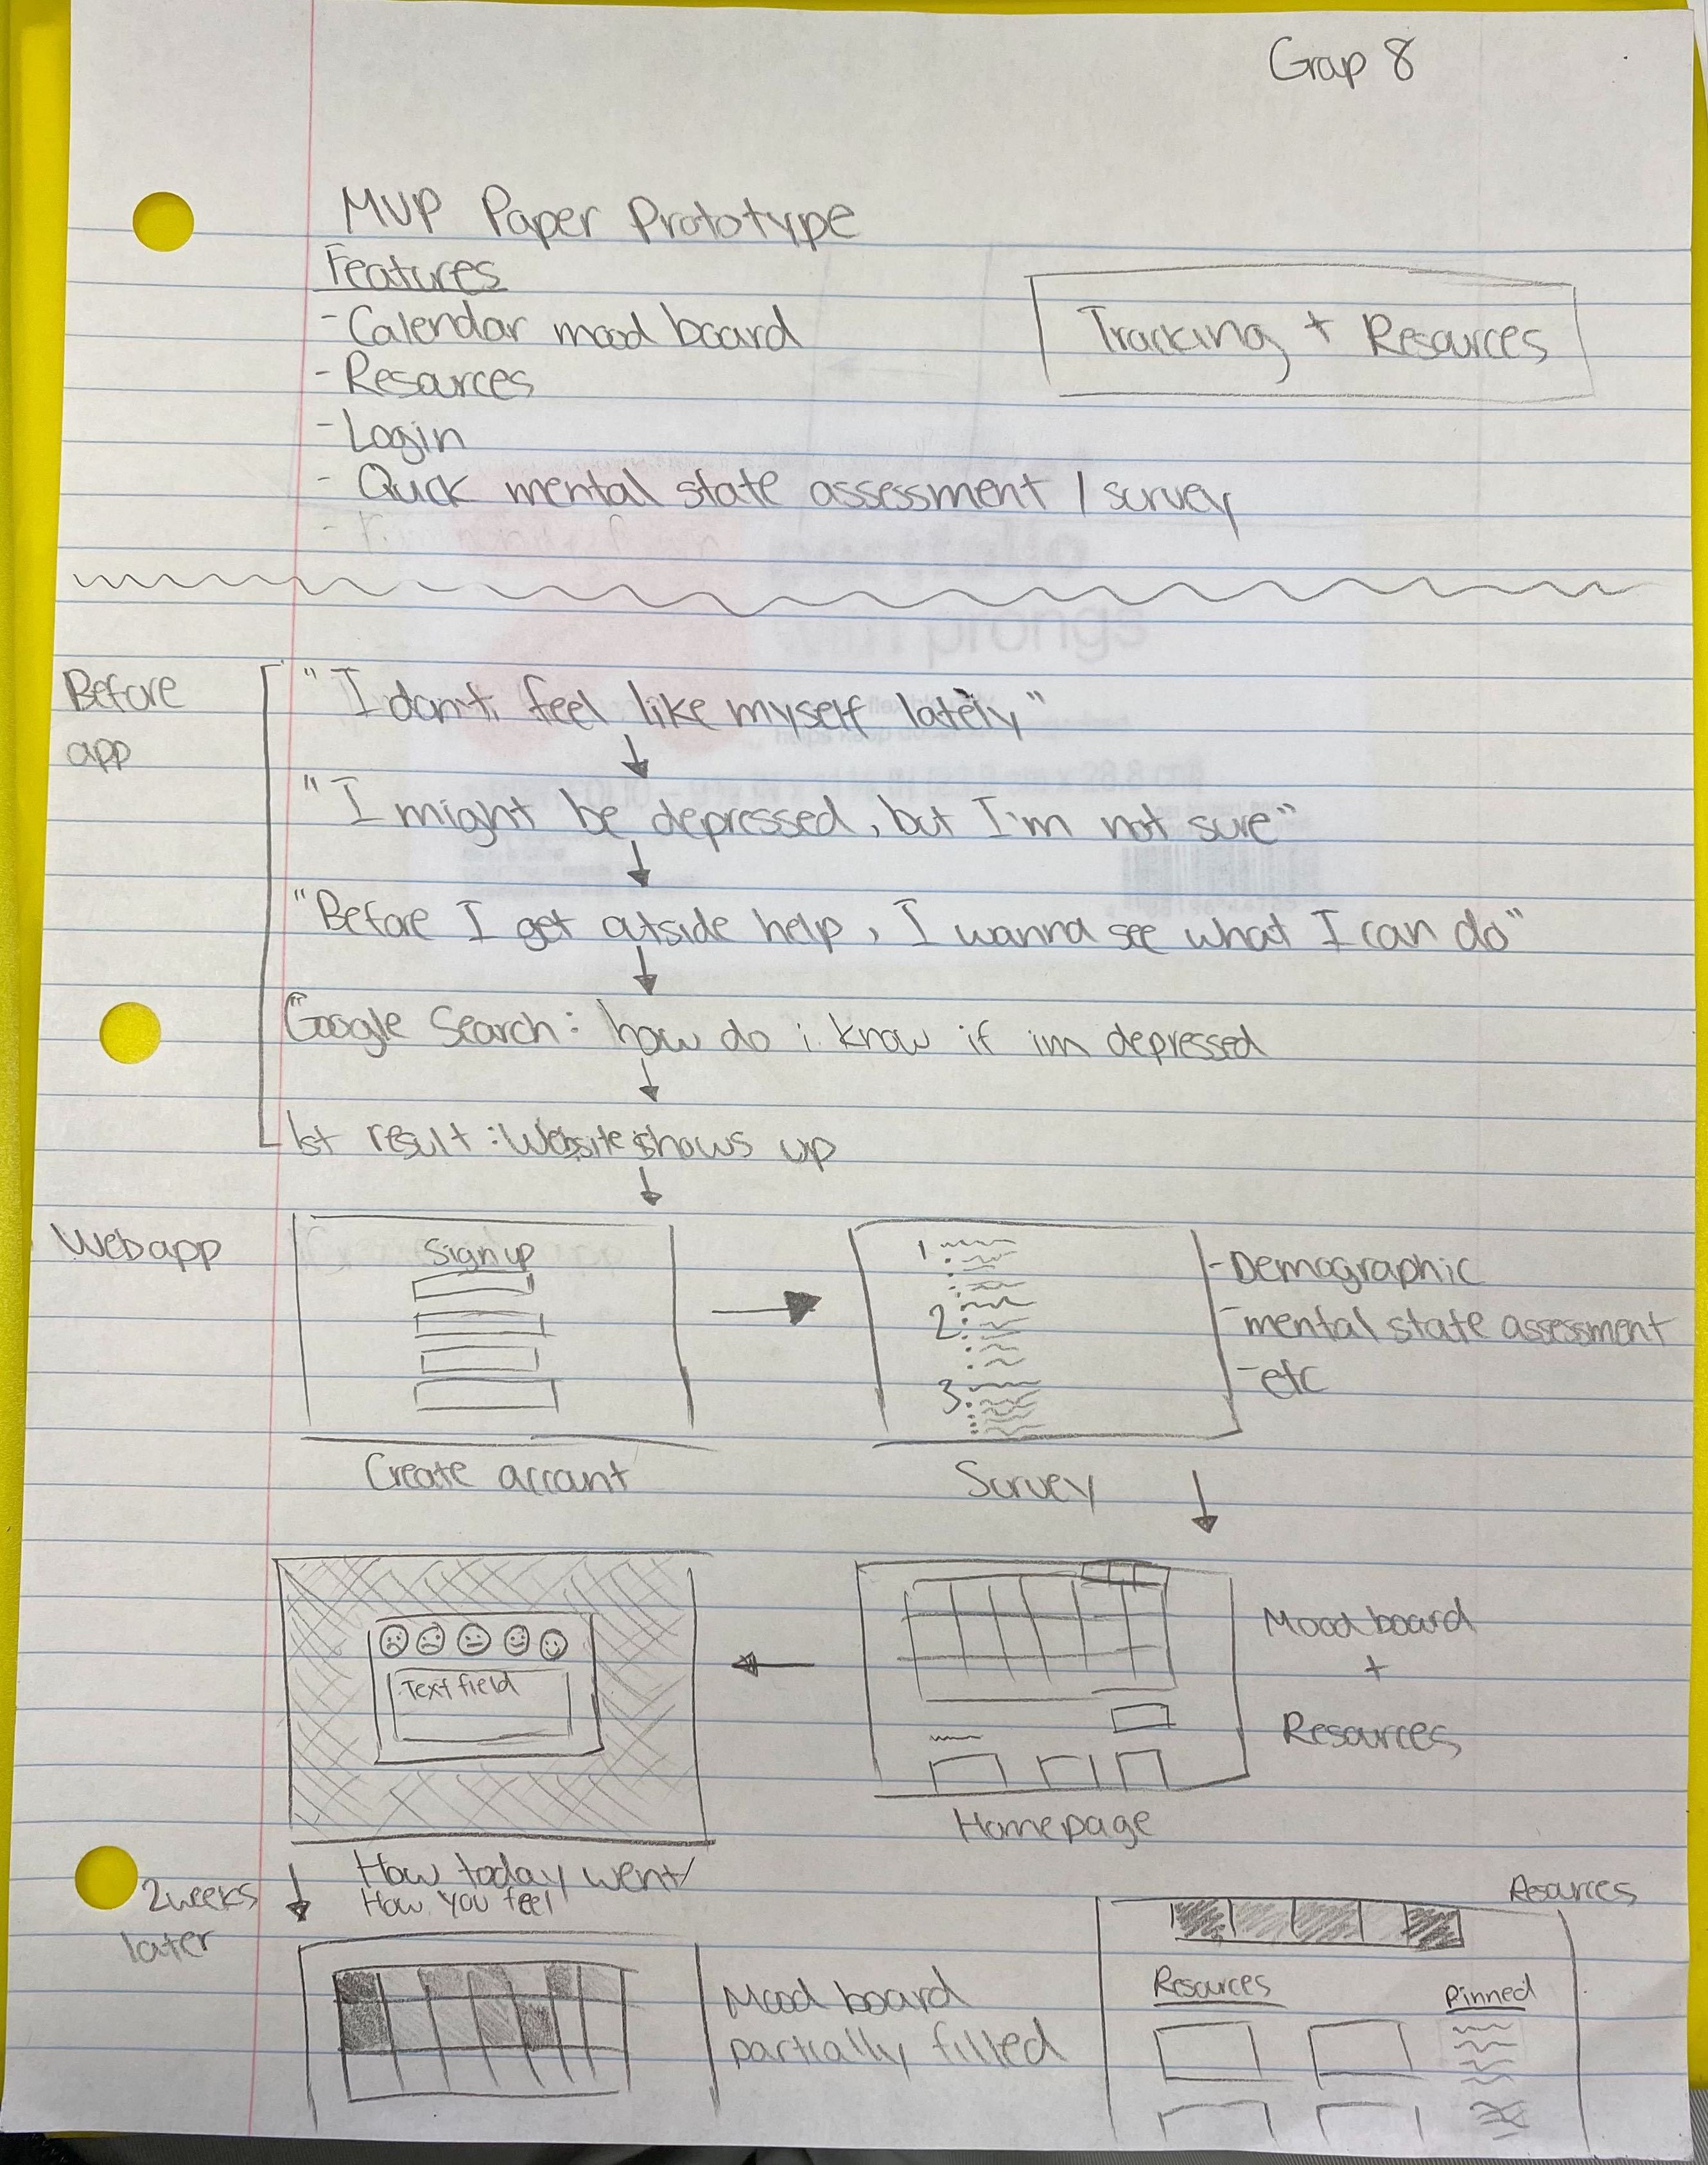 Group 8
MVP Paper Prototype
Features
- Calendar mood board
Tracking + Resources
- Resources
- Login
- Quick mental state assessment / survey
Before app
"I don't feel like myself lately"
"I might be depressed, but I'm not sure"
"Before I get outside help, I wanna see what I can do"
Google Search: how do i know if im depressed
1st result: Website shows up
Webapp
Sign up
1.
2.
3.
- Demographic
- mental state assessment
- etc
Create account
Survey
Text field
Mood board
+
Resources
Homepage
How today went/
How you feel
2 weeks
later
Mood board
partially filled
Resources
Resources
Pinned